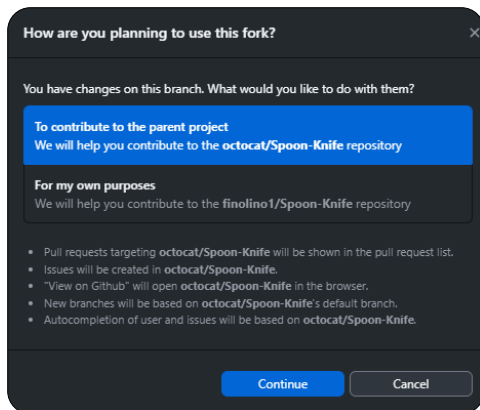 How are you planning to use this fork?
You have changes on this branch. What would you like to do with them?
To contribute to the parent project
We will help you contribute to the octocat/Spoon-Knife repository
For my own purposes
We will help you contribute to the finolino1/Spoon-Knife repository
Pull requests targeting octocat/Spoon-Knife will be shown in the pull request list.
Issues will be created in octocat/Spoon-Knife.
"View on Github" will open octocat/Spoon-Knife in the browser.
New branches will be based on octocat/Spoon-Knife's default branch.
Autocompletion of user and issues will be based on octocat/Spoon-Knife.
Continue Cancel